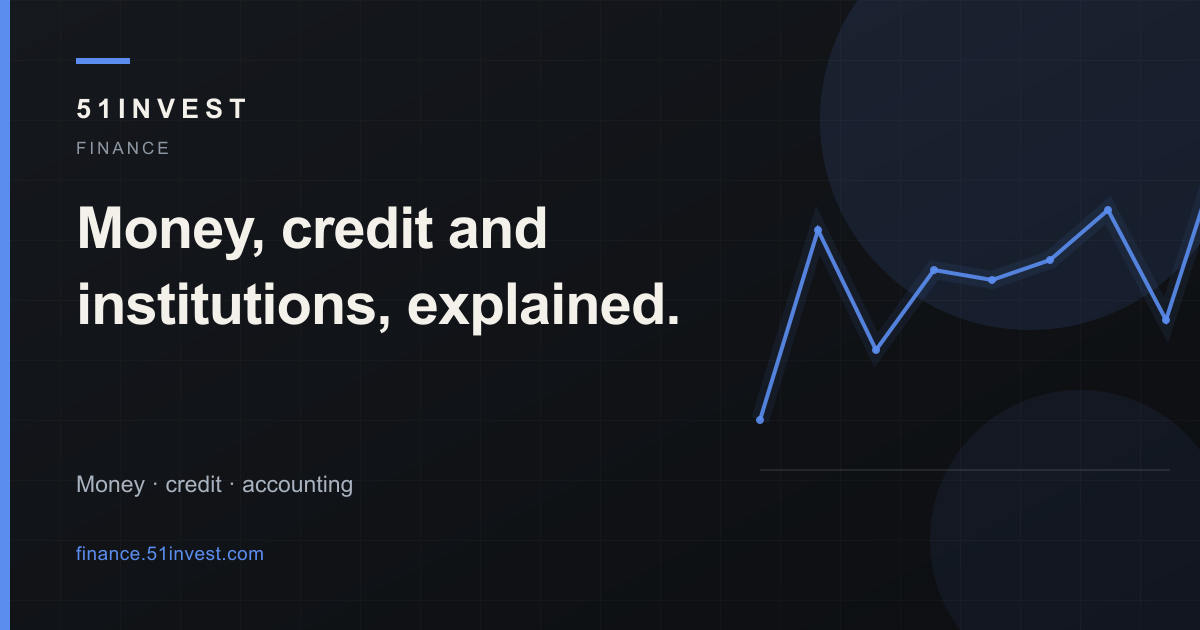 51INVEST
FINANCE
Money, credit and
institutions, explained.
Money · credit · accounting
finance.51invest.com